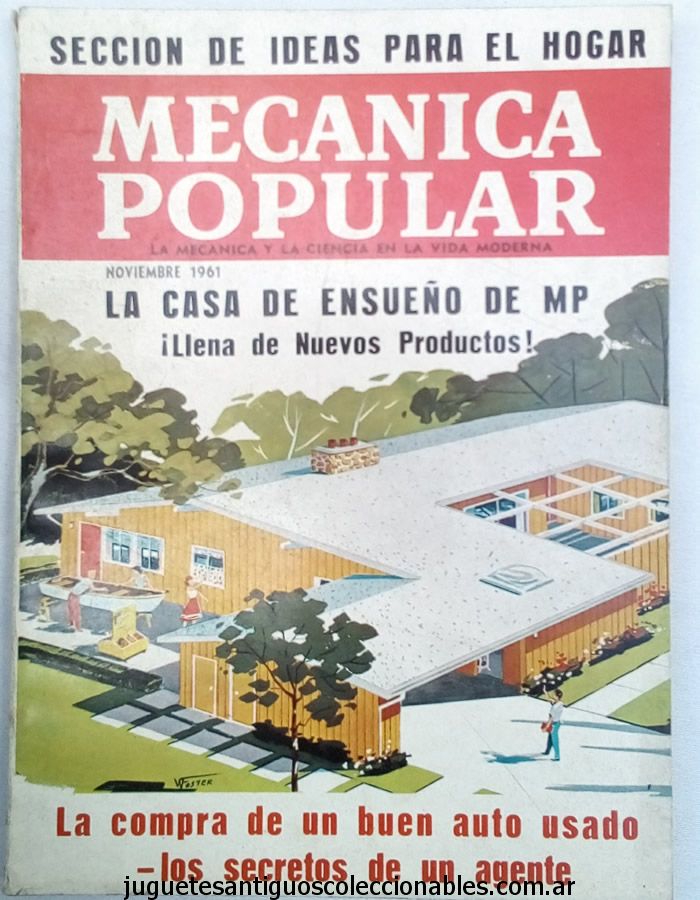 SECCION DE IDEAS PARA EL HOGAR
MECANICA
POPULAR
LA MECANICA Y LA CIENCIA EN LA VIDA MODERNA
NOVIEMBRE 1961
LA CASA DE ENSUEÑO DE MP
¡Llena de Nuevos Productos!
W FOSTER
La compra de un buen auto usado
—los secretos de un agente
juguetesantiguoscoleccionables.com.ar